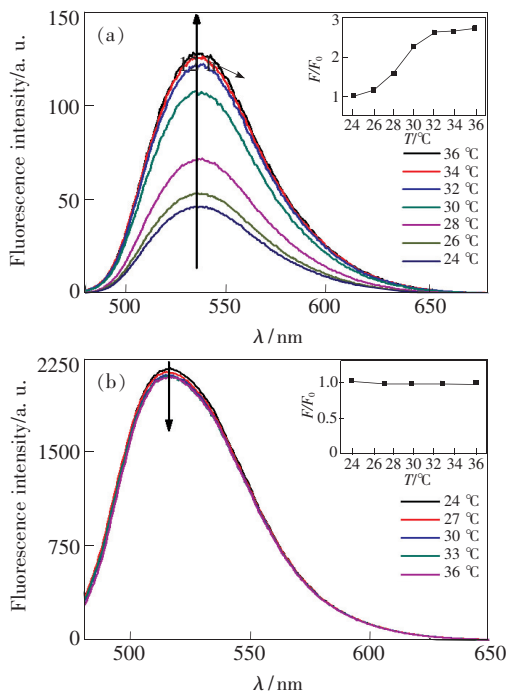 (a)
Fluorescence intensity/a. u.
150
100
50
0
500
550
600
650
λ/nm
F/F₀
3
2
1
24 26 28 30 32 34 36
T/℃
36 ℃
34 ℃
32 ℃
30 ℃
28 ℃
26 ℃
24 ℃
(b)
Fluorescence intensity/a. u.
2250
1500
750
0
500
550
600
650
λ/nm
F/F₀
1.0
0.5
0
24 26 28 30 32 34 36
T/℃
24 ℃
27 ℃
30 ℃
33 ℃
36 ℃